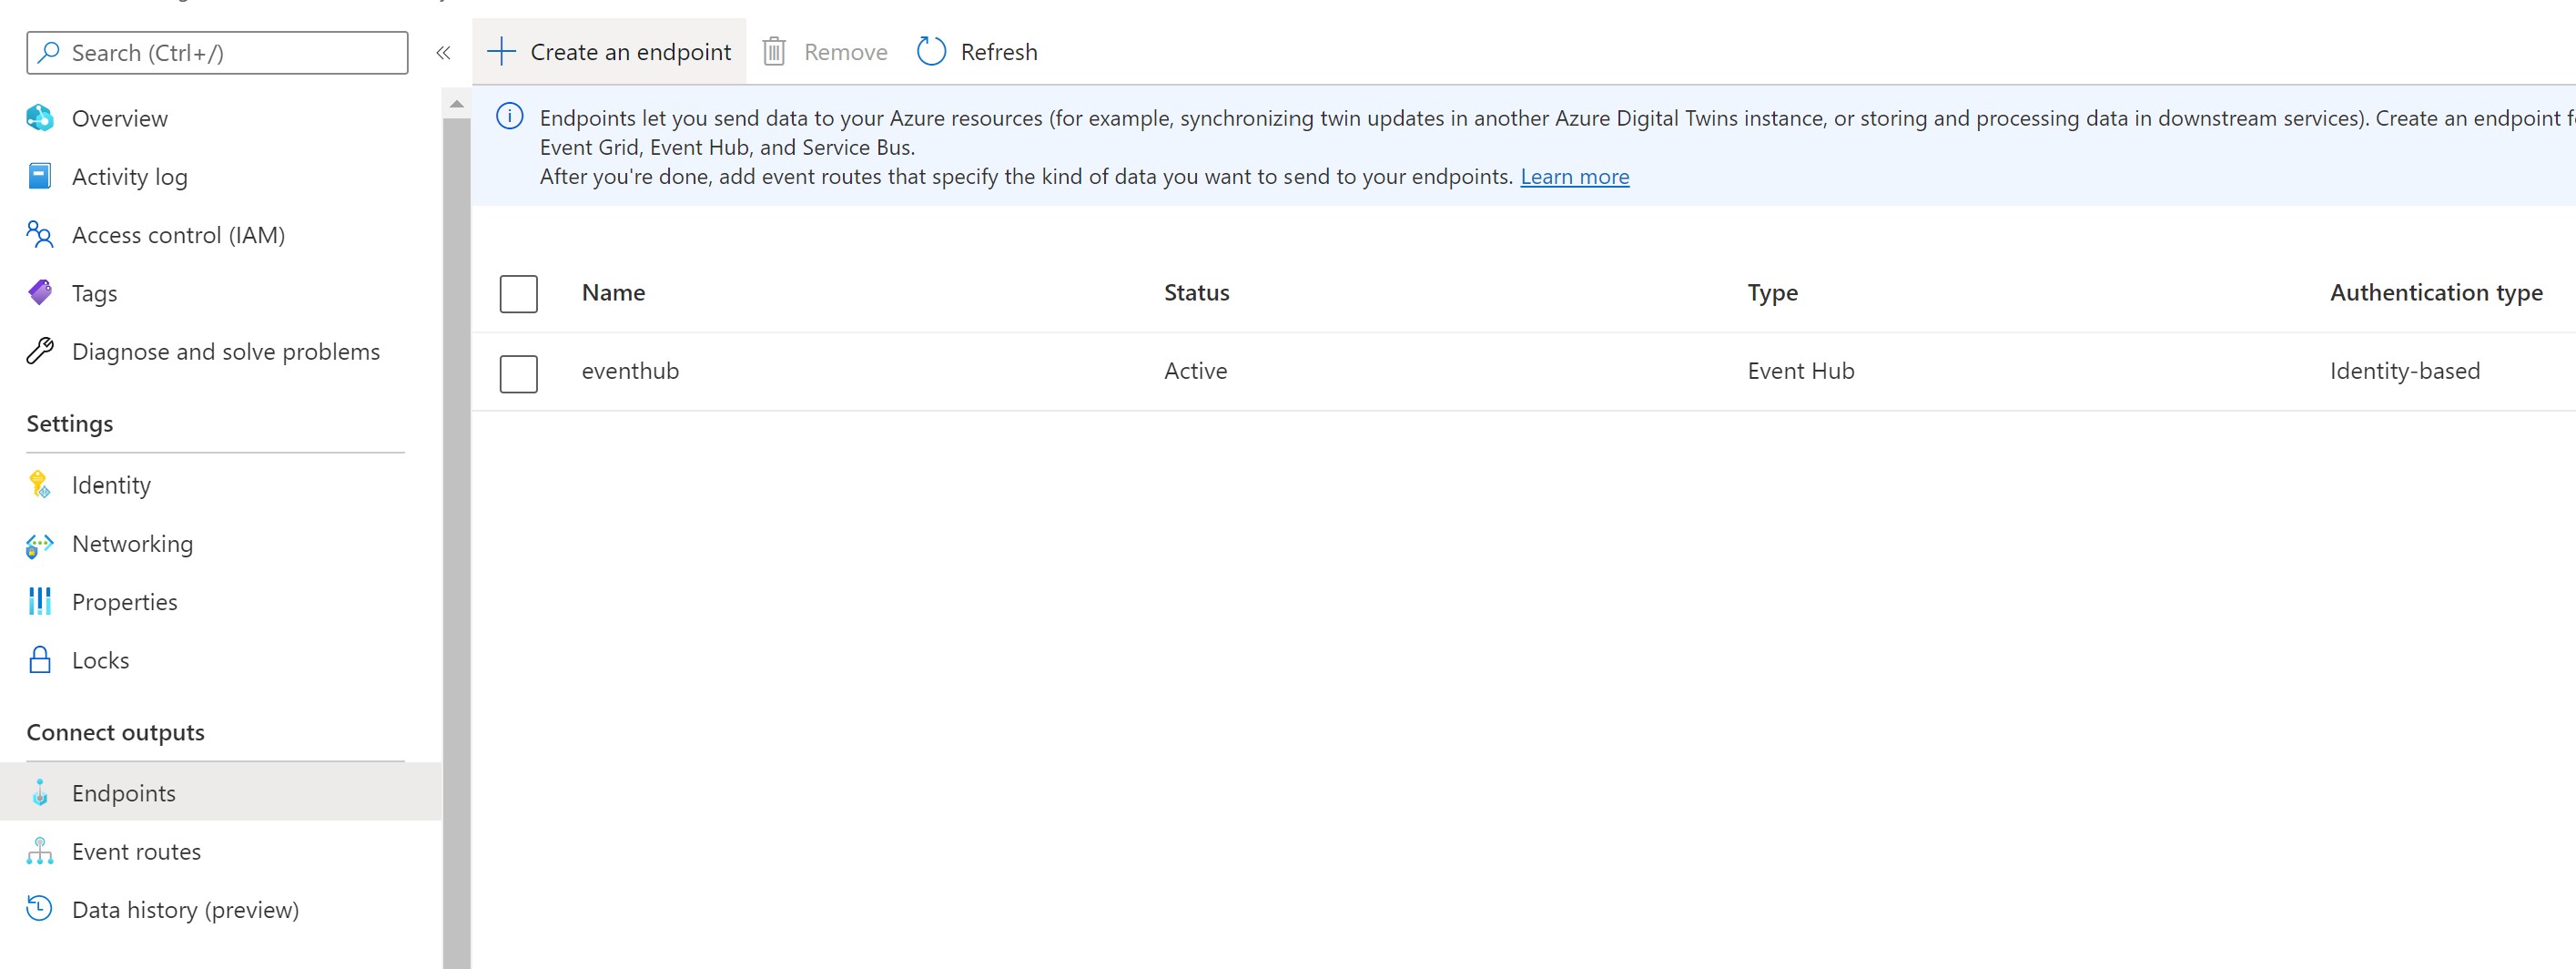 Search (Ctrl+/)
«
Create an endpoint
Remove
Refresh
Overview
Activity log
Access control (IAM)
Tags
Diagnose and solve problems
Settings
Identity
Networking
Properties
Locks
Connect outputs
Endpoints
Event routes
Data history (preview)
Endpoints let you send data to your Azure resources (for example, synchronizing twin updates in another Azure Digital Twins instance, or storing and processing data in downstream services). Create an endpoint
Event Grid, Event Hub, and Service Bus.
After you're done, add event routes that specify the kind of data you want to send to your endpoints. Learn more
Name Status Type Authentication type
eventhub Active Event Hub Identity-based